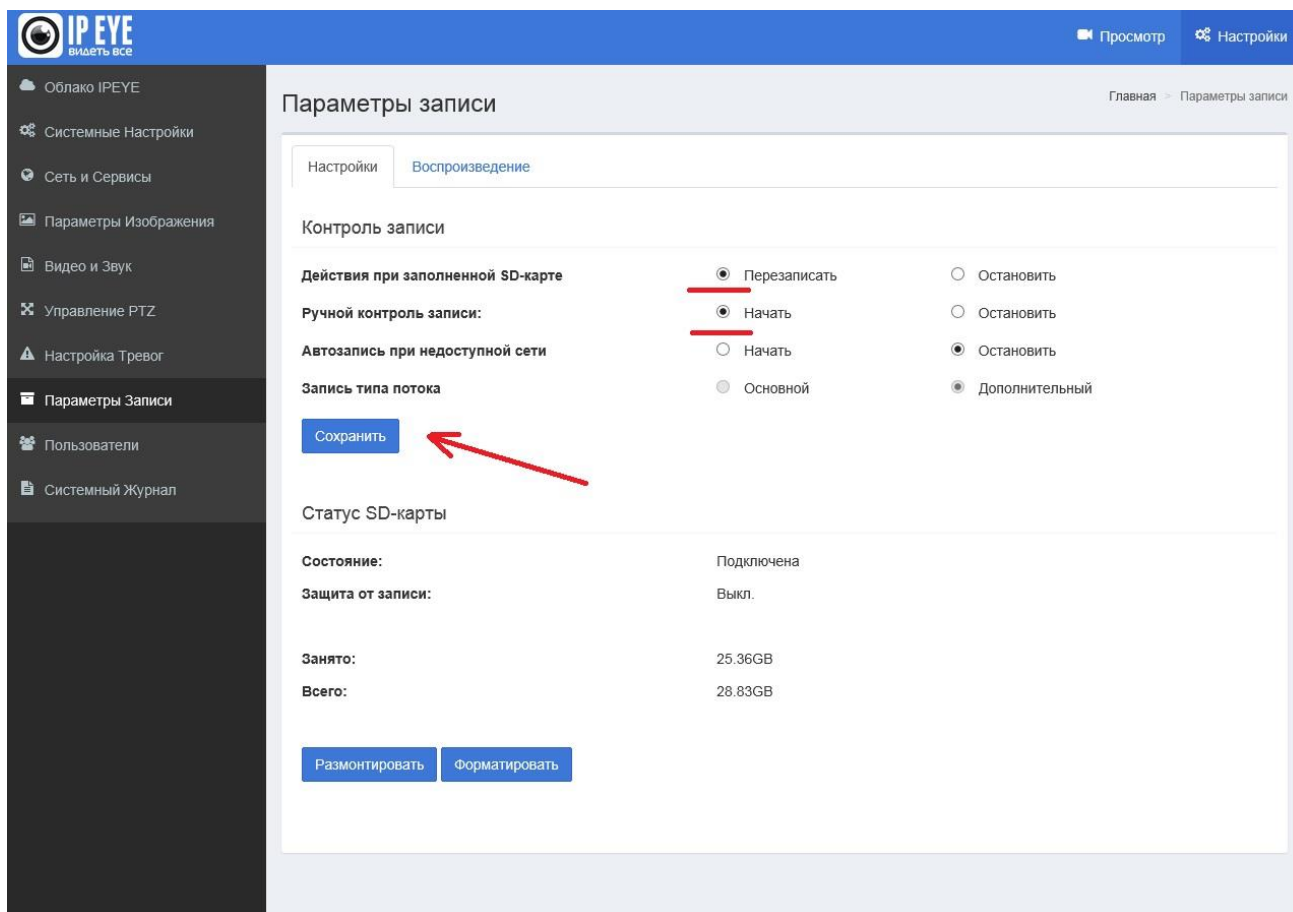 IP EYE
видеть все
Просмотр Настройки
Облако IPEYE
Системные Настройки
Сеть и Сервисы
Параметры Изображения
Видео и Звук
Управление PTZ
Настройка Тревог
Параметры Записи
Пользователи
Системный Журнал
Параметры записи
Главная > Параметры записи
Настройки Воспроизведение
Контроль записи
Действия при заполненной SD-карте Перезаписать Остановить
Ручной контроль записи: Начать Остановить
Автозапись при недоступной сети Начать Остановить
Запись типа потока Основной Дополнительный
Сохранить
Статус SD-карты
Состояние: Подключена
Защита от записи: Выкл.
Занято: 25.36GB
Всего: 28.83GB
Размонтировать Форматировать